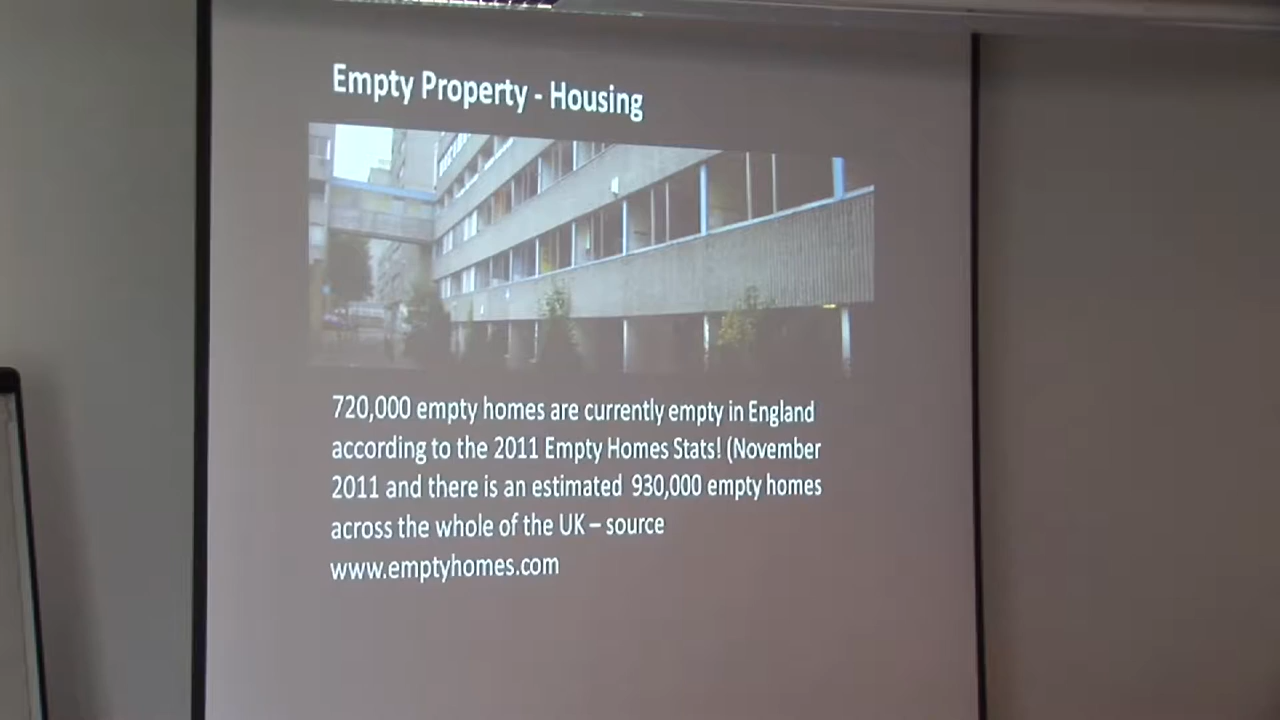 Empty Property - Housing
720,000 empty homes are currently empty in England
according to the 2011 Empty Homes Stats! (November
2011 and there is an estimated 930,000 empty homes
across the whole of the UK – source
www.emptyhomes.com